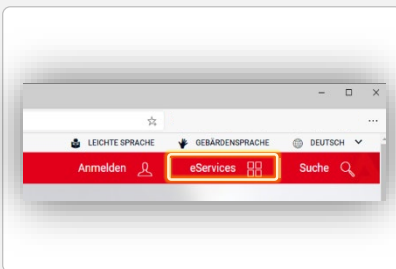 LEICHTE SPRACHE GEBÄRDENSPRACHE DEUTSCH
Anmelden eServices Suche